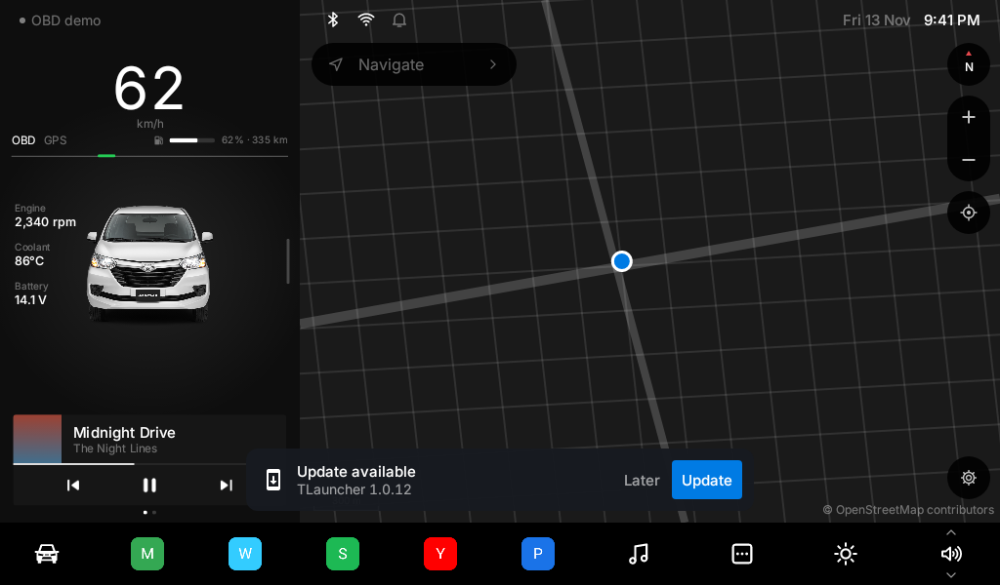 OBD demo
Fri 13 Nov 9:41 PM
Navigate
N
62
km/h
OBD GPS 62% · 335 km
Engine
2,340 rpm
Coolant
86°C
Battery
14.1 V
Midnight Drive
The Night Lines
Update available
TLauncher 1.0.12
Later Update
© OpenStreetMap contributors
M W S Y P